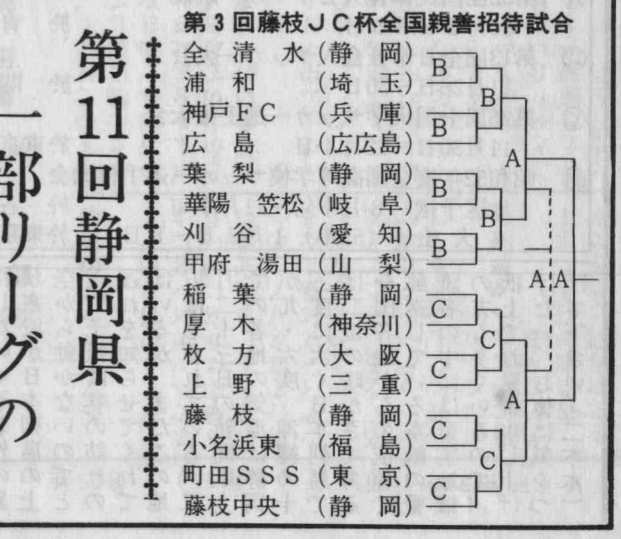 第3回藤枝JC杯全国親善招待試合
全清水(静岡)
浦和(埼玉)
神戸FC(兵庫)
広島(広広島)
葉梨(静岡)
華陽 笠松(岐阜)
刈谷(愛知)
甲府 湯田(山梨)
稲葉(静岡)
厚木(神奈川)
枚方(大阪)
上野(三重)
藤枝(静岡)
小名浜東(福島)
町田SSS(東京)
藤枝中央(静岡)
B
B
B
B
B
B
A
A
A
C
C
C
A
C
C
C
第11回静岡県
一部リーグの